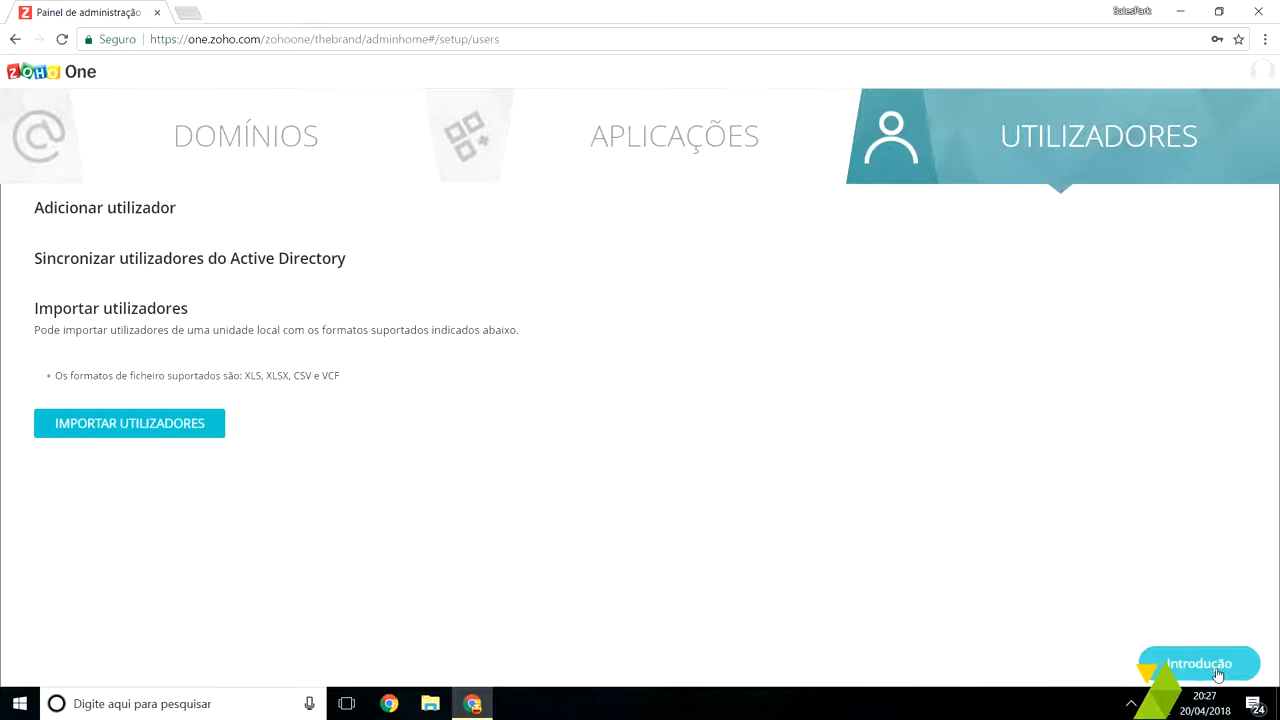 Painel de administração
SalesPark
Seguro
https://one.zoho.com/zohoone/thebrand/adminhome#/setup/users
ZOHO One
DOMÍNIOS
APLICAÇÕES
UTILIZADORES
Adicionar utilizador
Sincronizar utilizadores do Active Directory
Importar utilizadores
Pode importar utilizadores de uma unidade local com os formatos suportados indicados abaixo.
• Os formatos de ficheiro suportados são: XLS, XLSX, CSV e VCF
IMPORTAR UTILIZADORES
Introdução
Digite aqui para pesquisar
20:27
20/04/2018
24